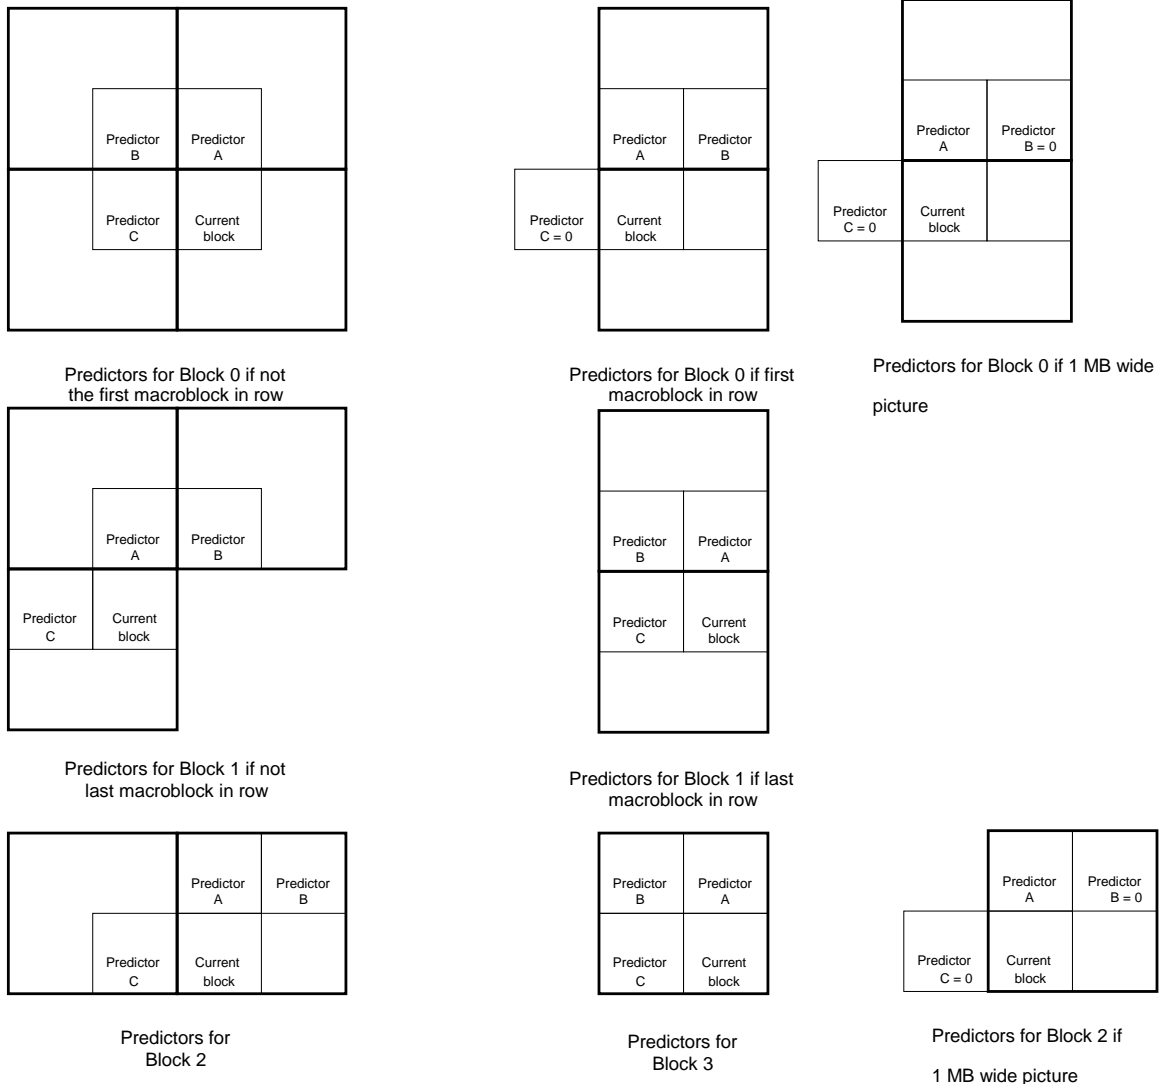 Predictor
B
Predictor
A
Predictor
C
Current
block
Predictors for Block 0 if not
the first macroblock in row
Predictor
A
Predictor
B
Predictor
C = 0
Current
block
Predictors for Block 0 if first
macroblock in row
Predictor
A
Predictor
B = 0
Predictor
C = 0
Current
block
Predictors for Block 0 if 1 MB wide
picture
Predictor
A
Predictor
B
Predictor
C
Current
block
Predictors for Block 1 if not
last macroblock in row
Predictor
B
Predictor
A
Predictor
C
Current
block
Predictors for Block 1 if last
macroblock in row
Predictor
A
Predictor
B
Predictor
C
Current
block
Predictors for
Block 2
Predictor
B
Predictor
A
Predictor
C
Current
block
Predictors for
Block 3
Predictor
A
Predictor
B = 0
Predictor
C = 0
Current
block
Predictors for Block 2 if
1 MB wide picture